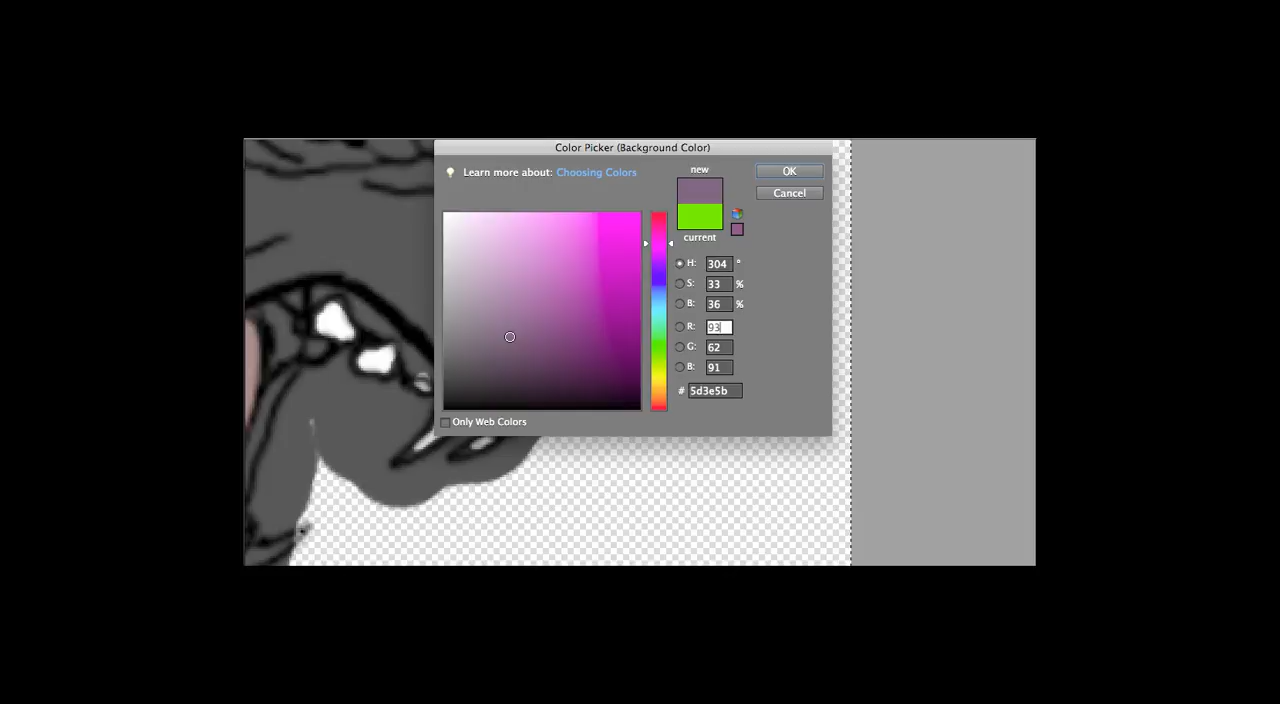 Color Picker (Background Color)
Learn more about: Choosing Colors
new
OK
Cancel
current
H: 304 °
S: 33 %
B: 36 %
R: 93
G: 62
B: 91
# 5d3e5b
Only Web Colors